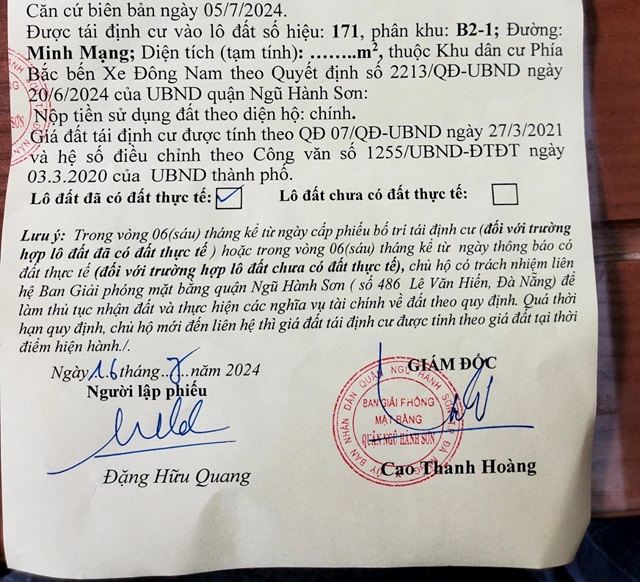 Căn cứ biên bản ngày 05/7/2024.
Được tái định cư vào lô đất số hiệu: 171, phân khu: B2-1; Đường:
Minh Mạng; Diện tích (tạm tính): ........m², thuộc Khu dân cư Phía
Bắc bến Xe Đông Nam theo Quyết định số 2213/QĐ-UBND ngày
20/6/2024 của UBND quận Ngũ Hành Sơn:
Nộp tiền sử dụng đất theo diện hộ: chính.
Giá đất tái định cư được tính theo QĐ 07/QĐ-UBND ngày 27/3/2021
và hệ số điều chỉnh theo Công văn số 1255/UBND-ĐTĐT ngày
03.3.2020 của UBND thành phố.
Lô đất đã có đất thực tế: Lô đất chưa có đất thực tế:
Lưu ý: Trong vòng 06(sáu) tháng kể từ ngày cấp phiếu bố trí tái định cư (đối với trường
hợp lô đất đã có đất thực tế ) hoặc trong vòng 06(sáu) tháng kể từ ngày thông báo có
đất thực tế (đối với trường hợp lô đất chưa có đất thực tế), chủ hộ có trách nhiệm liên
hệ Ban Giải phóng mặt bằng quận Ngũ Hành Sơn ( số 486 Lê Văn Hiến, Đà Nẵng) để
làm thủ tục nhận đất và thực hiện các nghĩa vụ tài chính về đất theo quy định. Quá thời
hạn quy định, chủ hộ mới đến liên hệ thì giá đất tái định cư được tính theo giá đất tại thời
điểm hiện hành./.
Ngày 16 tháng...năm 2024
Người lập phiếu
Đặng Hữu Quang
GIÁM ĐỐC
BAN GIẢI PHÓNG
MẶT BẰNG
QUẬN NGŨ HÀNH SƠN
Cao Thanh Hoàng